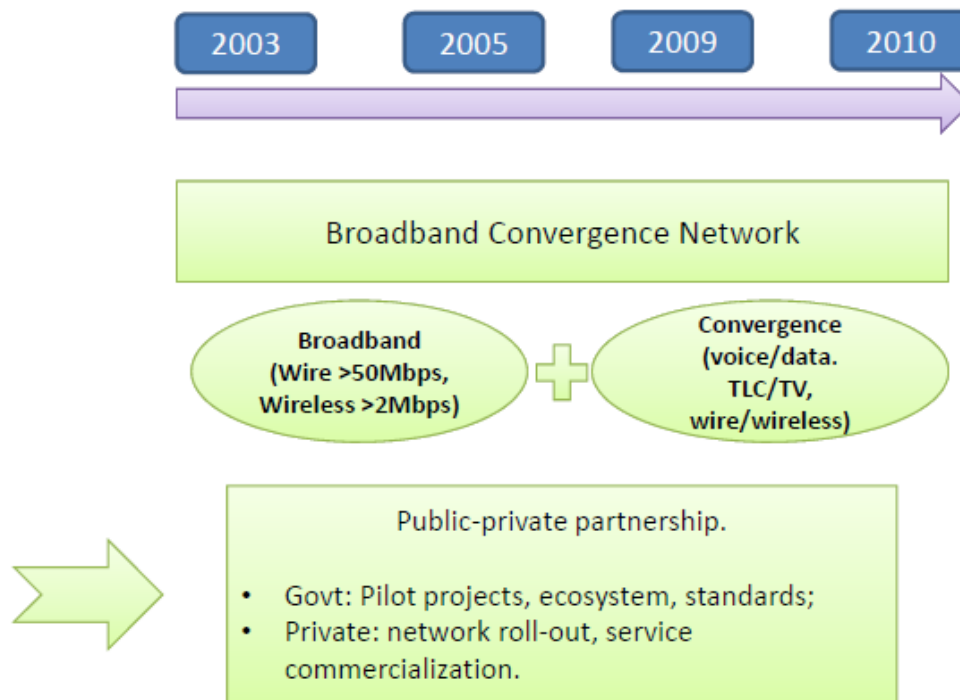 2003 2005 2009 2010
Broadband Convergence Network
Broadband
(Wire >50Mbps,
Wireless >2Mbps)
Convergence
(voice/data.
TLC/TV,
wire/wireless)
Public-private partnership.
• Govt: Pilot projects, ecosystem, standards;
• Private: network roll-out, service
commercialization.